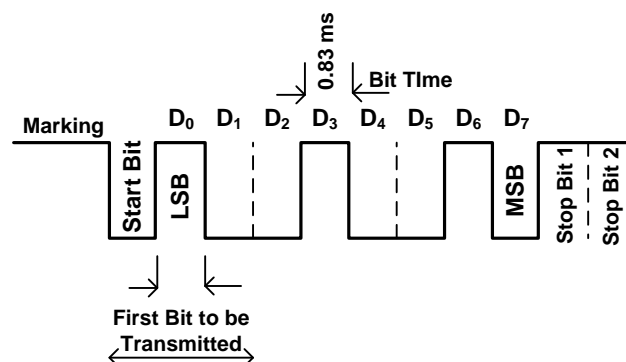 0.83 ms
Bit TIme
Marking
D₀ D₁ D₂ D₃ D₄ D₅ D₆ D₇
Start Bit
LSB
MSB
Stop Bit 1
Stop Bit 2
First Bit to be
Transmitted